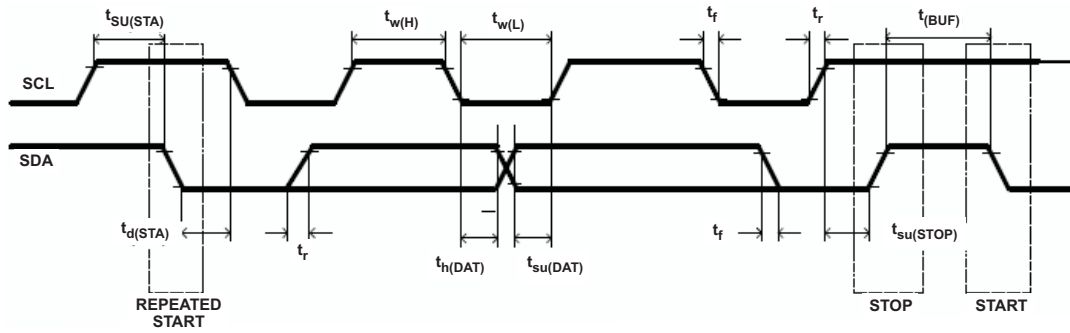 tSU(STA)
tw(H)
tw(L)
tf
tr
t(BUF)
SCL
SDA
td(STA)
tr
th(DAT)
tsu(DAT)
tf
tsu(STOP)
REPEATED
START
STOP
START